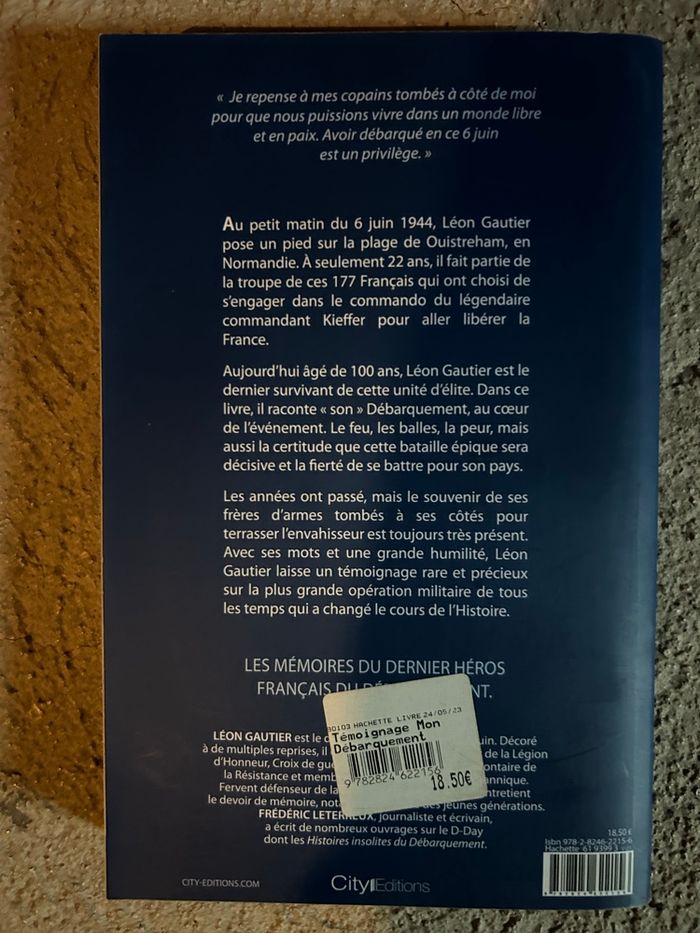 « Je repense à mes copains tombés à côté de moi
pour que nous puissions vivre dans un monde libre
et en paix. Avoir débarqué en ce 6 juin
est un privilège. »
Au petit matin du 6 juin 1944, Léon Gautier
pose un pied sur la plage de Ouistreham, en
Normandie. À seulement 22 ans, il fait partie de
la troupe de ces 177 Français qui ont choisi de
s'engager dans le commando du légendaire
commandant Kieffer pour aller libérer la
France.
Aujourd'hui âgé de 100 ans, Léon Gautier est le
dernier survivant de cette unité d'élite. Dans ce
livre, il raconte « son » Débarquement, au cœur
de l'événement. Le feu, les balles, la peur, mais
aussi la certitude que cette bataille épique sera
décisive et la fierté de se battre pour son pays.
Les années ont passé, mais le souvenir de ses
frères d'armes tombés à ses côtés pour
terrasser l'envahisseur est toujours très présent.
Avec ses mots et une grande humilité, Léon
Gautier laisse un témoignage rare et précieux
sur la plus grande opération militaire de tous
les temps qui a changé le cours de l'Histoire.
LES MÉMOIRES DU DERNIER HÉROS
FRANÇAIS DU
30103 HACHETTE LIVRE 24/05/23
Témoignage Mon
Débarquement
9782824622156
18.50€
LÉON GAUTIER est le juin. Décoré
à de multiples reprises, il de la Légion
d'Honneur, Croix de
la Résistance et
Fervent défenseur de la
le devoir de mémoire, des jeunes générations.
FRÉDÉRIC LETERREUX, journaliste et écrivain,
a écrit de nombreux ouvrages sur le D-Day
dont les Histoires insolites du Débarquement.
CITY-EDITIONS.COM
City Editions
18,50 €
Isbn 978-2-8246-2215-6
Hachette 61 9399 3